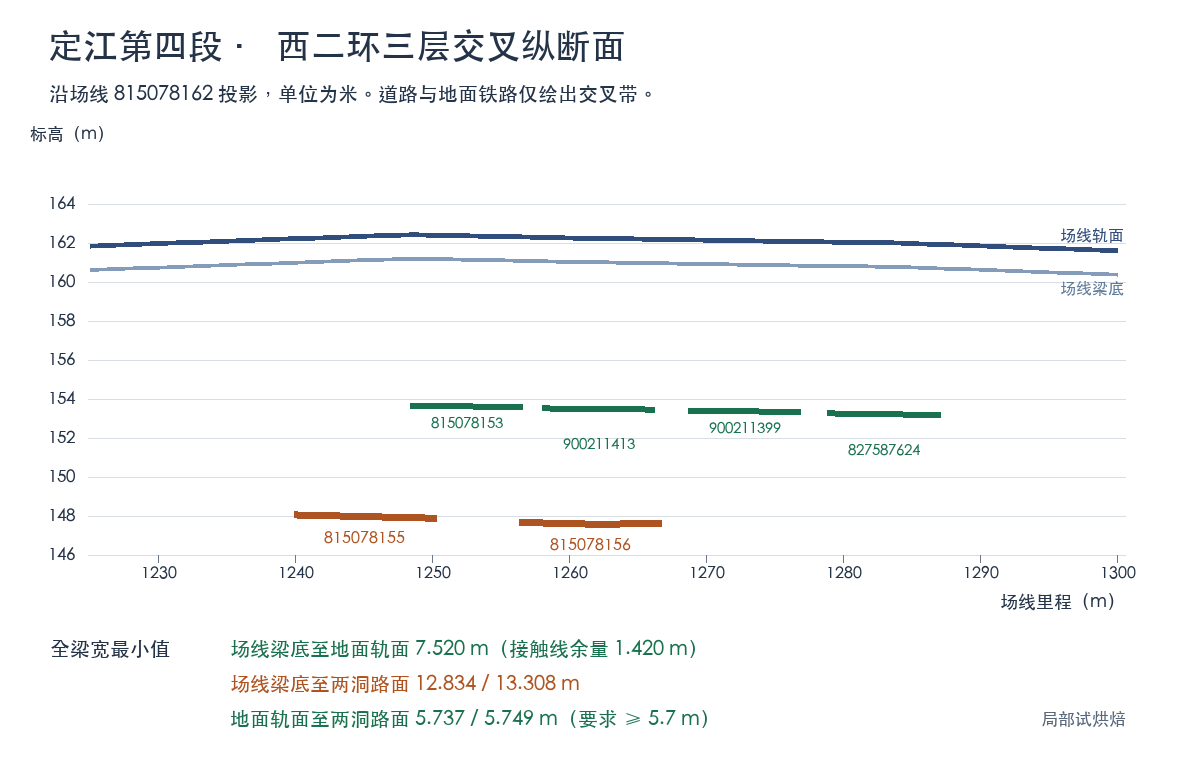 定江第四段 · 西二环三层交叉纵断面
沿场线 815078162 投影，单位为米。道路与地面铁路仅绘出交叉带。
标高（m）
164
162
160
158
156
154
152
150
148
146
场线轨面
场线梁底
815078153
900211413
900211399
827587624
815078155
815078156
1230
1240
1250
1260
1270
1280
1290
1300
场线里程（m）
全梁宽最小值
场线梁底至地面轨面 7.520 m（接触线余量 1.420 m）
场线梁底至两洞路面 12.834 / 13.308 m
地面轨面至两洞路面 5.737 / 5.749 m（要求 ≥ 5.7 m）
局部试烘焙